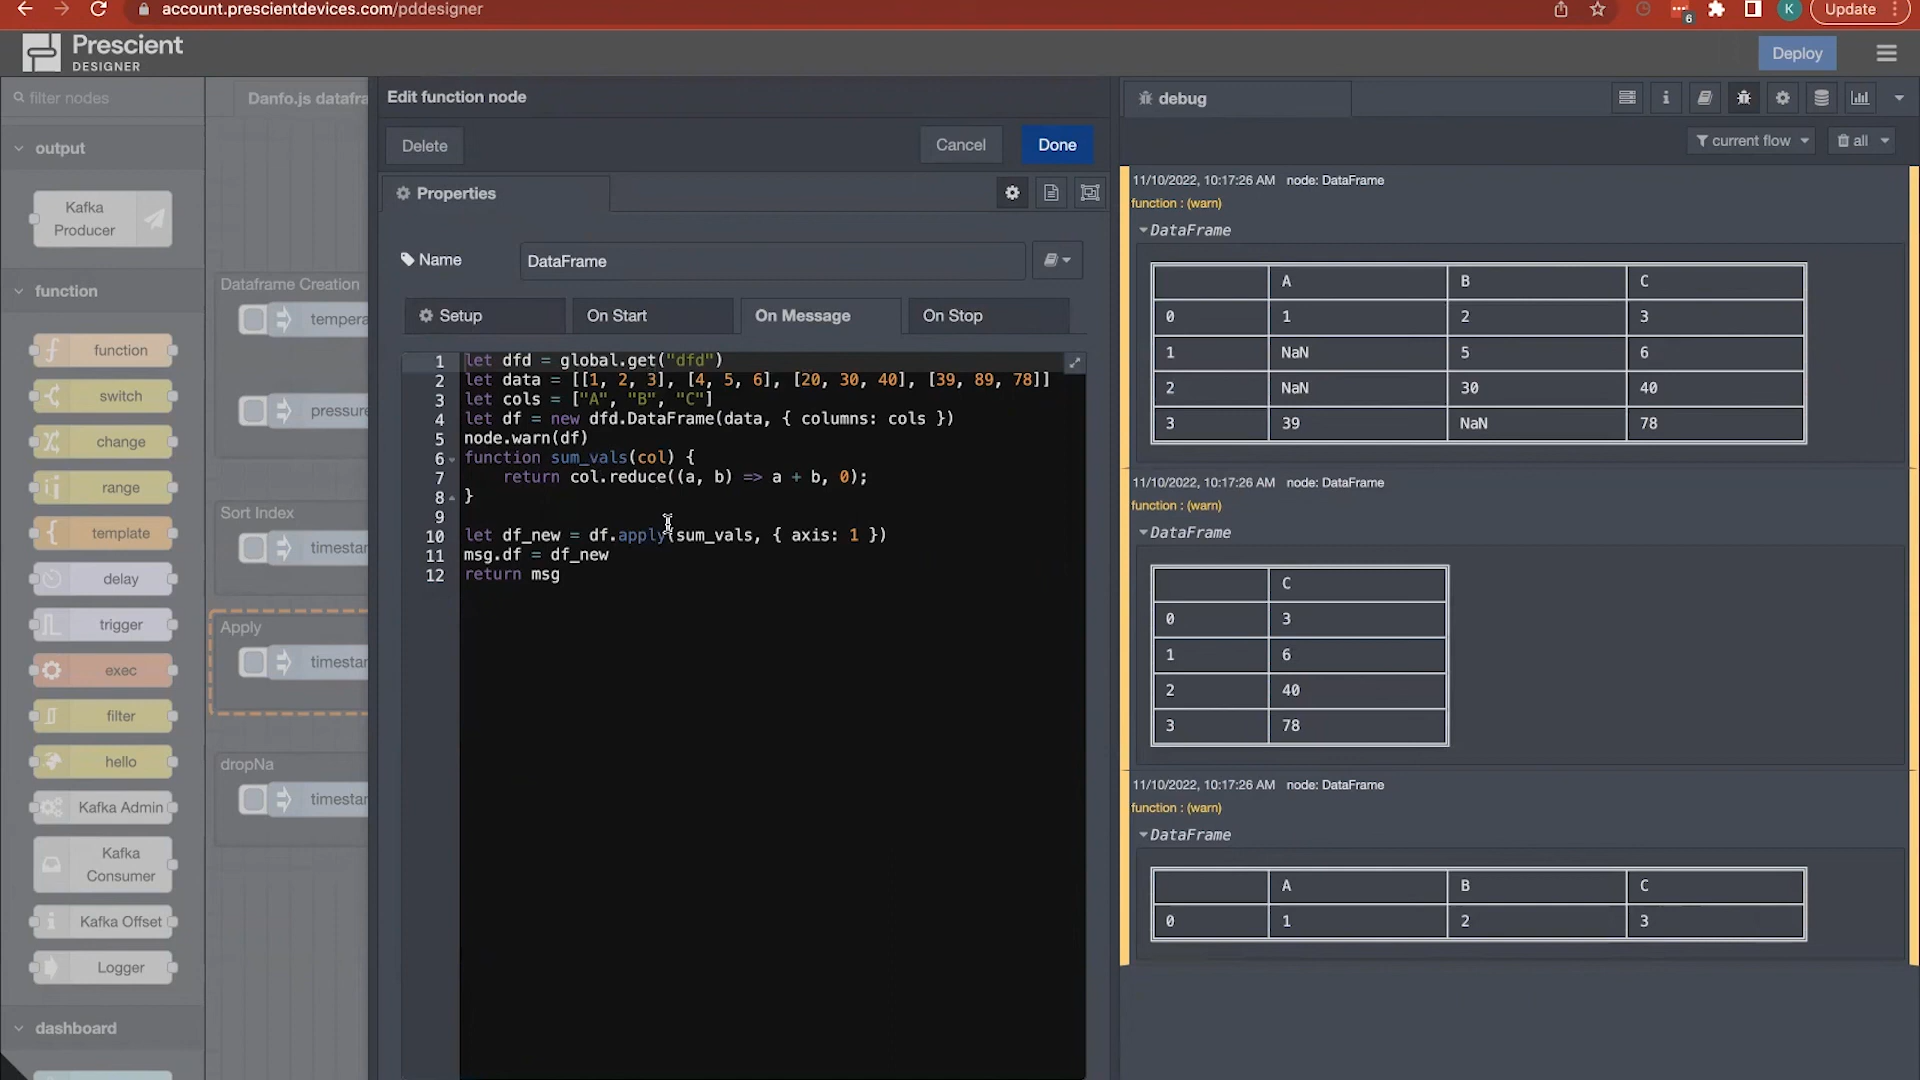 account.prescientdevices.com/pddesigner
6
K
Update
Prescient
DESIGNER
Deploy
filter nodes
output
Kafka
Producer
function
function
switch
change
range
template
delay
trigger
exec
filter
hello
Kafka Admin
Kafka
Consumer
Kafka Offset
Logger
dashboard
Danfo.js datafra
Dataframe Creation
tempera
pressure
Sort Index
timestar
Apply
timestar
dropNa
timestar
Edit function node
Delete
Cancel
Done
Properties
Name
DataFrame
Setup
On Start
On Message
On Stop
1 let dfd = global.get("dfd")
2 let data = [[1, 2, 3], [4, 5, 6], [20, 30, 40], [39, 89, 78]]
3 let cols = ["A", "B", "C"]
4 let df = new dfd.DataFrame(data, { columns: cols })
5 node.warn(df)
6 function sum_vals(col) {
7 return col.reduce((a, b) => a + b, 0);
8 }
9
10 let df_new = df.apply(sum_vals, { axis: 1 })
11 msg.df = df_new
12 return msg
debug
i
current flow
all
11/10/2022, 10:17:26 AM node: DataFrame
function : (warn)
DataFrame
A B C
0 1 2 3
1 NaN 5 6
2 NaN 30 40
3 39 NaN 78
11/10/2022, 10:17:26 AM node: DataFrame
function : (warn)
DataFrame
C
0 3
1 6
2 40
3 78
11/10/2022, 10:17:26 AM node: DataFrame
function : (warn)
DataFrame
A B C
0 1 2 3